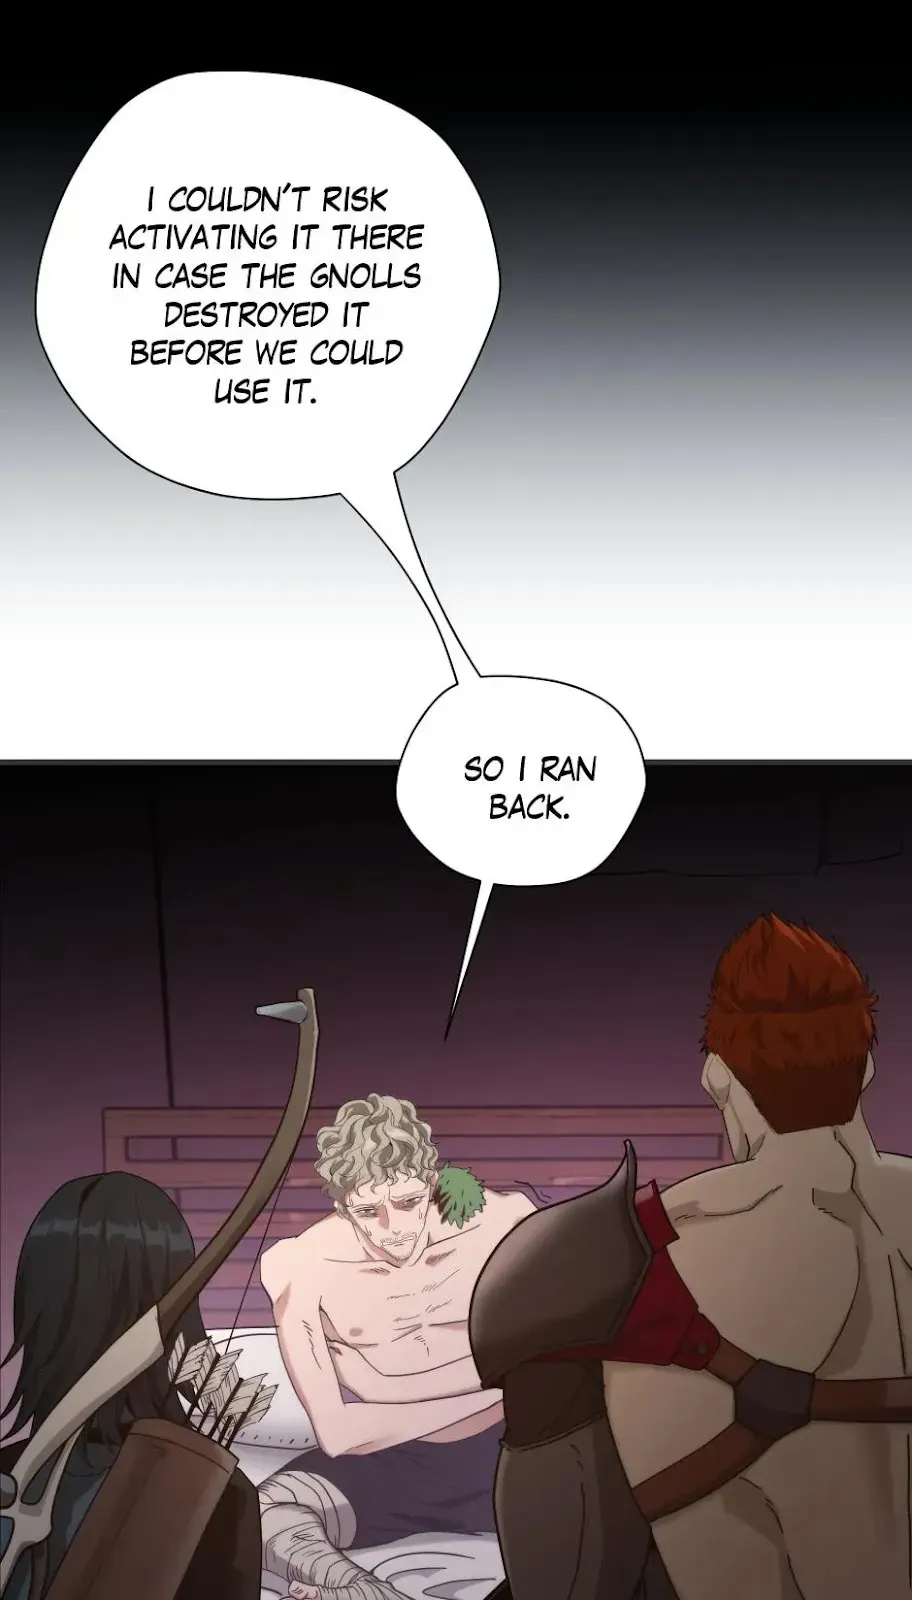 I COULDN'T RISK
ACTIVATING IT THERE
IN CASE THE GNOLLS
DESTROYED IT
BEFORE WE COULD
USE IT.
SO I RAN
BACK.